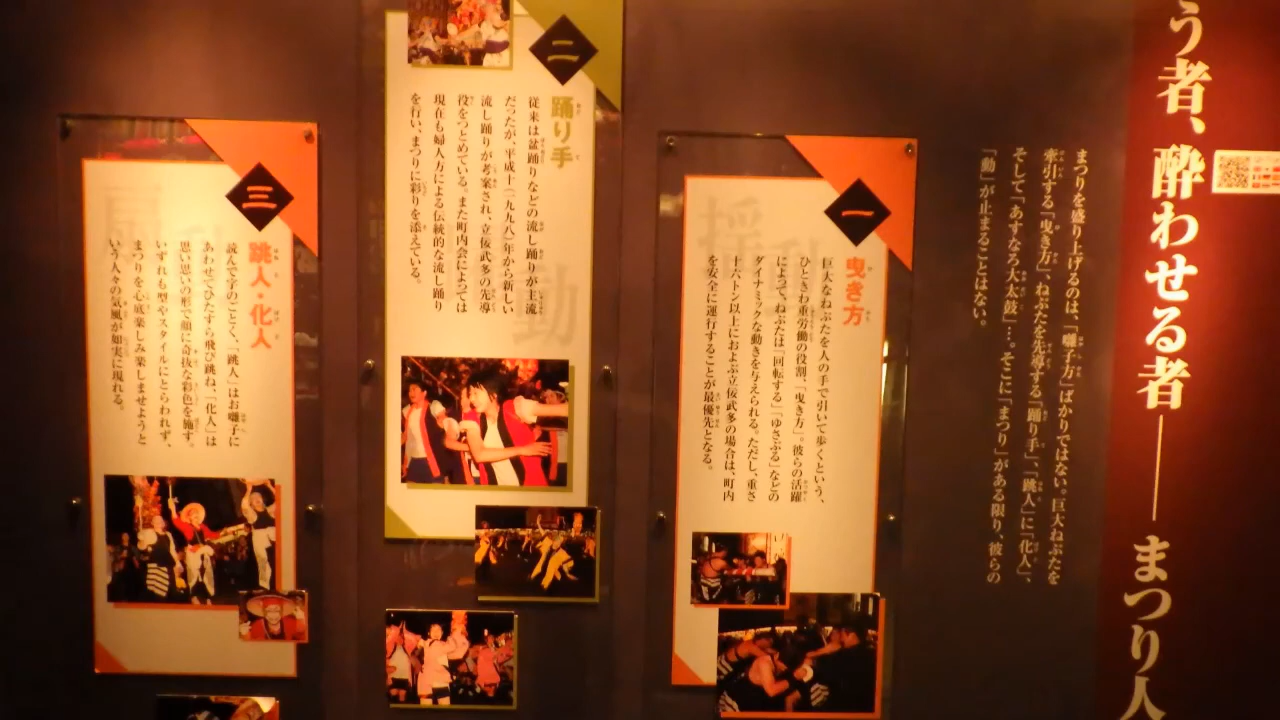 う者、酔わせる者——まつり人
まつりを盛り上げるのは、「囃子方」ばかりではない。巨大ねぶたを
牽引する「曳き方」、ねぶたを先導する「踊り手」、「跳人」に「化人」、
そして「あすなろ大太鼓」…。そこに「まつり」がある限り、彼らの
「動」が止まることはない。
一
曳き方
巨大なねぶたを人の手で引いて歩くという、
ひときわ重労働の役割、「曳き方」。彼らの活躍
によって、ねぶたは「回転する」「ゆさぶる」などの
ダイナミックな動きを与えられる。ただし、重さ
十六トン以上におよぶ立佞武多の場合は、町内
を安全に運行することが最優先となる。
二
踊り手
従来は盆踊りなどの流し踊りが主流
だったが、平成十（一九九八）年から新しい
流し踊りが考案され、立佞武多の先導
役をつとめている。また町内会によっては
現在も婦人方による伝統的な流し踊り
を行い、まつりに彩りを添えている。
動
三
跳人・化人
読んで字のごとく、「跳人」はお囃子に
あわせてひたすら飛び跳ね、「化人」は
思い思いの形で顔に奇抜な彩色を施す。
いずれも型やスタイルにとらわれず、
まつりを心底楽しみ楽しませようと
いう人々の気風が如実に現れる。